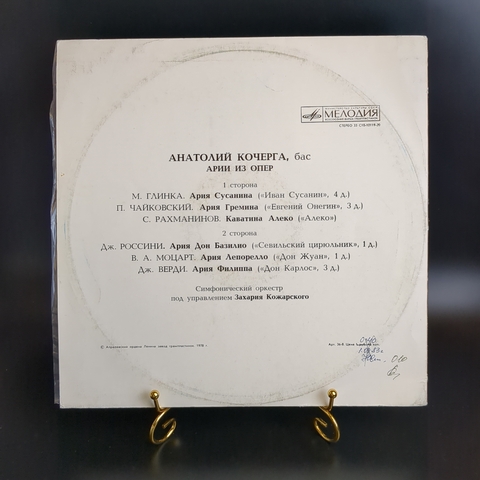 МЕЛОДИЯ
АНАТОЛИЙ КОЧЕРГА, бас
АРИИ ИЗ ОПЕР
1 сторона
М. ГЛИНКА. Ария Сусанина («Иван Сусанин», 4 д.)
П. ЧАЙКОВСКИЙ. Ария Гремина («Евгений Онегин», 3 д.)
С. РАХМАНИНОВ. Каватина Алеко («Алеко»)
2 сторона
Дж. РОССИНИ. Ария Дон Базилио («Севильский цирюльник», 1 д.)
В. А. МОЦАРТ. Ария Лепорелло («Дон Жуан», 1 д.)
Дж. ВЕРДИ. Ария Филиппа («Дон Карлос», 3 д.)
Симфонический оркестр
под управлением Захария Кожарского